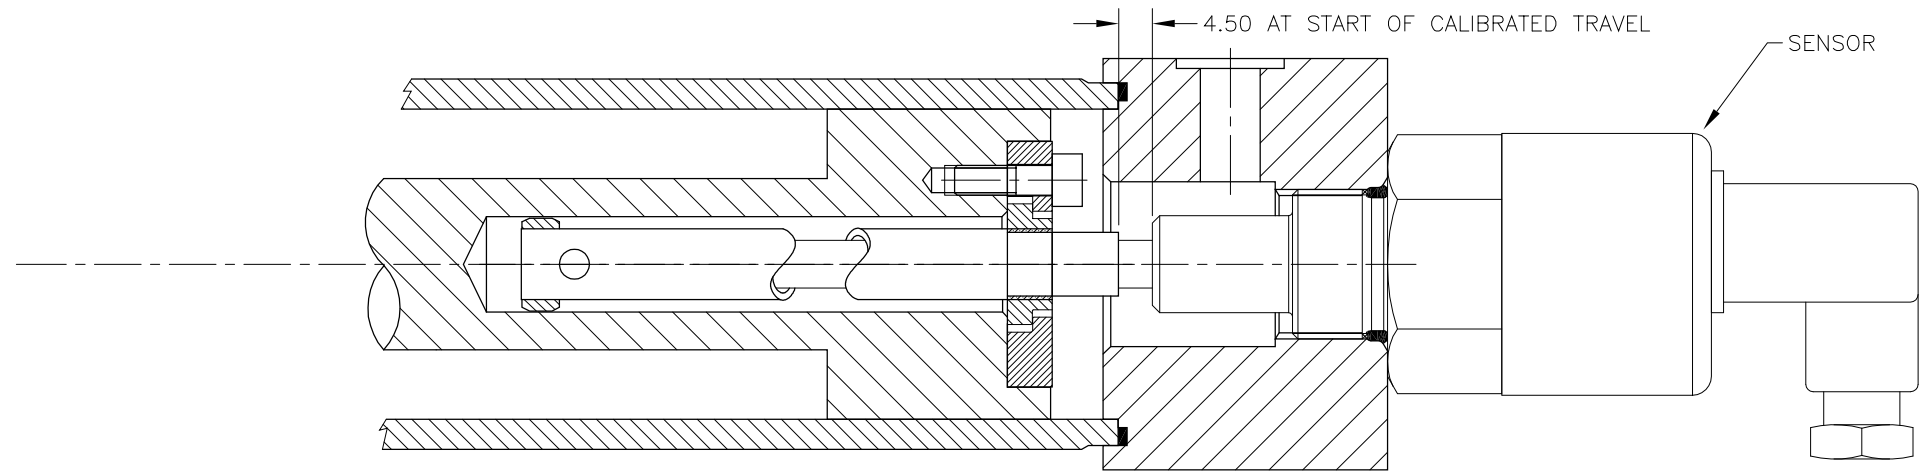 4.50 AT START OF CALIBRATED TRAVEL
SENSOR